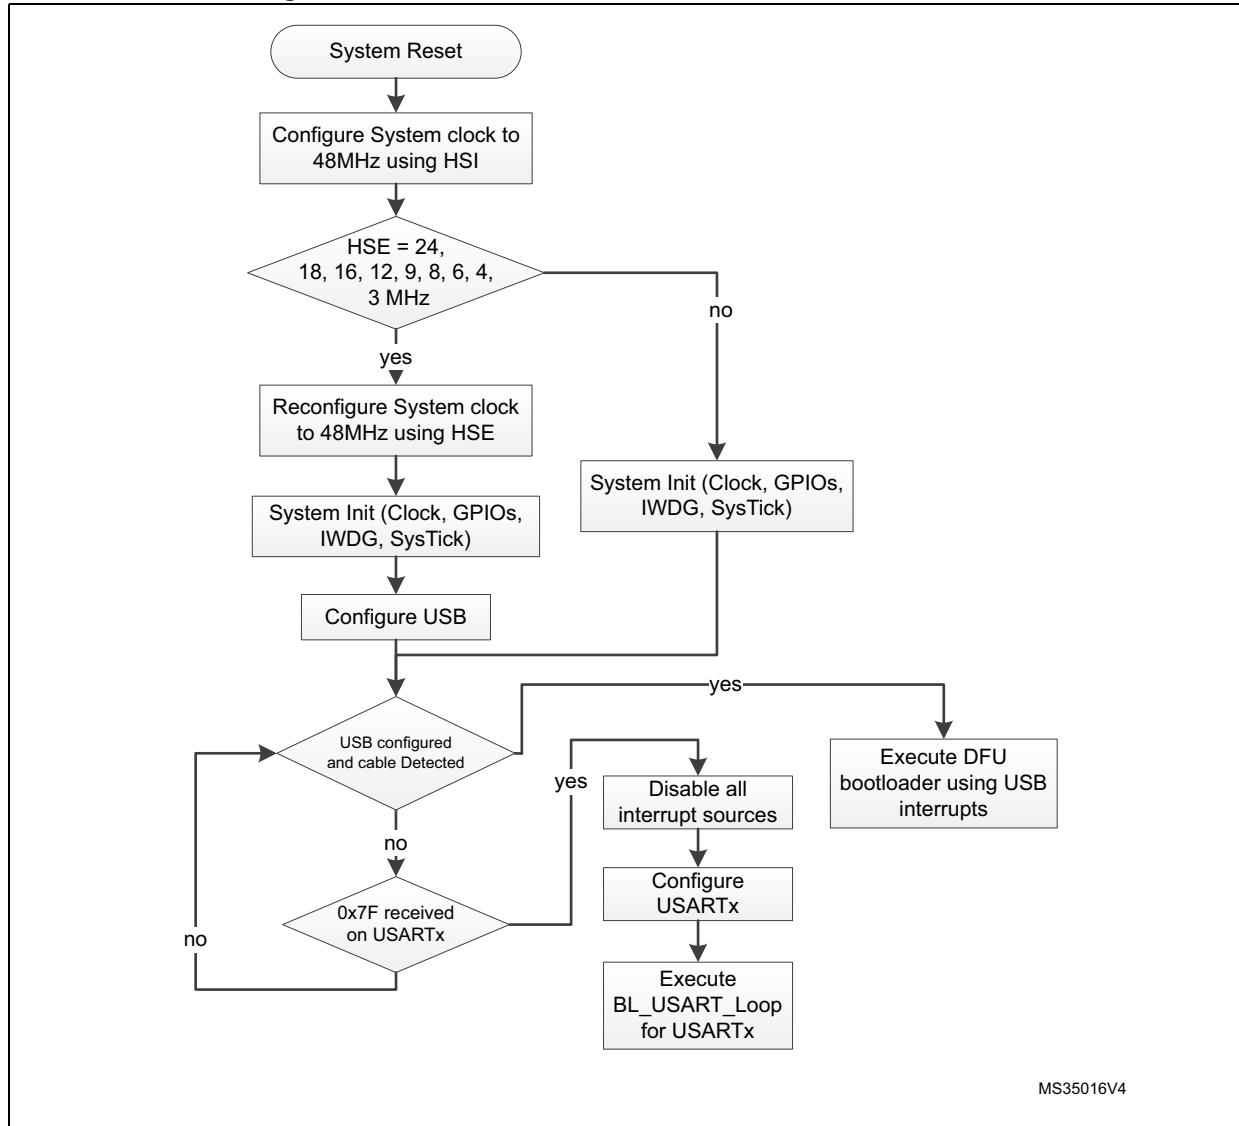 System Reset
Configure System clock to
48MHz using HSI
HSE = 24,
18, 16, 12, 9, 8, 6, 4,
3 MHz
no
yes
Reconfigure System clock
to 48MHz using HSE
System Init (Clock, GPIOs,
IWDG, SysTick)
System Init (Clock, GPIOs,
IWDG, SysTick)
Configure USB
yes
USB configured
and cable Detected
yes
Disable all
interrupt sources
Execute DFU
bootloader using USB
interrupts
no
Configure
USARTx
0x7F received
on USARTx
no
Execute
BL_USART_Loop
for USARTx
MS35016V4